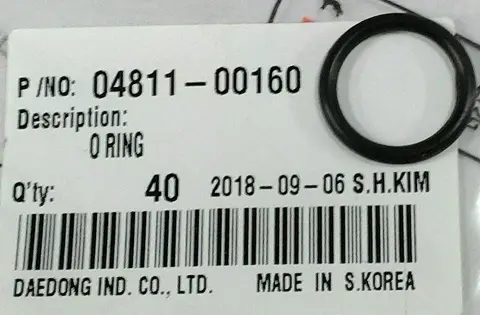 P/NO: 04811-00160
Description:
O RING
Q'ty: 40 2018-09-06 S.H.KIM
DAEDONG IND. CO., LTD. MADE IN S.KOREA